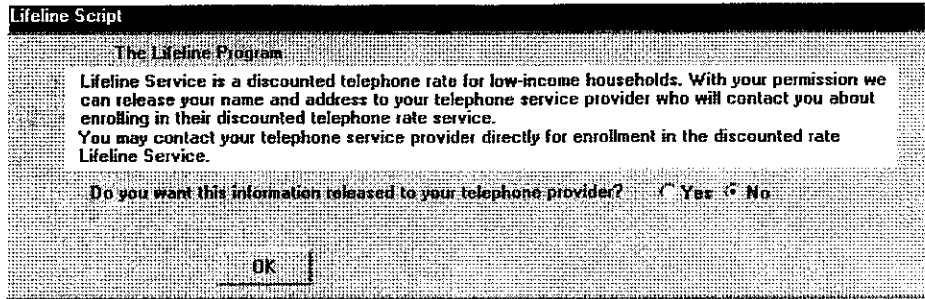 Lifeline Script
The Lifeline Program
Lifeline Service is a discounted telephone rate for low-income households. With your permission we
can release your name and address to your telephone service provider who will contact you about
enrolling in their discounted telephone rate service.
You may contact your telephone service provider directly for enrollment in the discounted rate
Lifeline Service.
Do you want this information released to your telephone provider? Yes No
OK